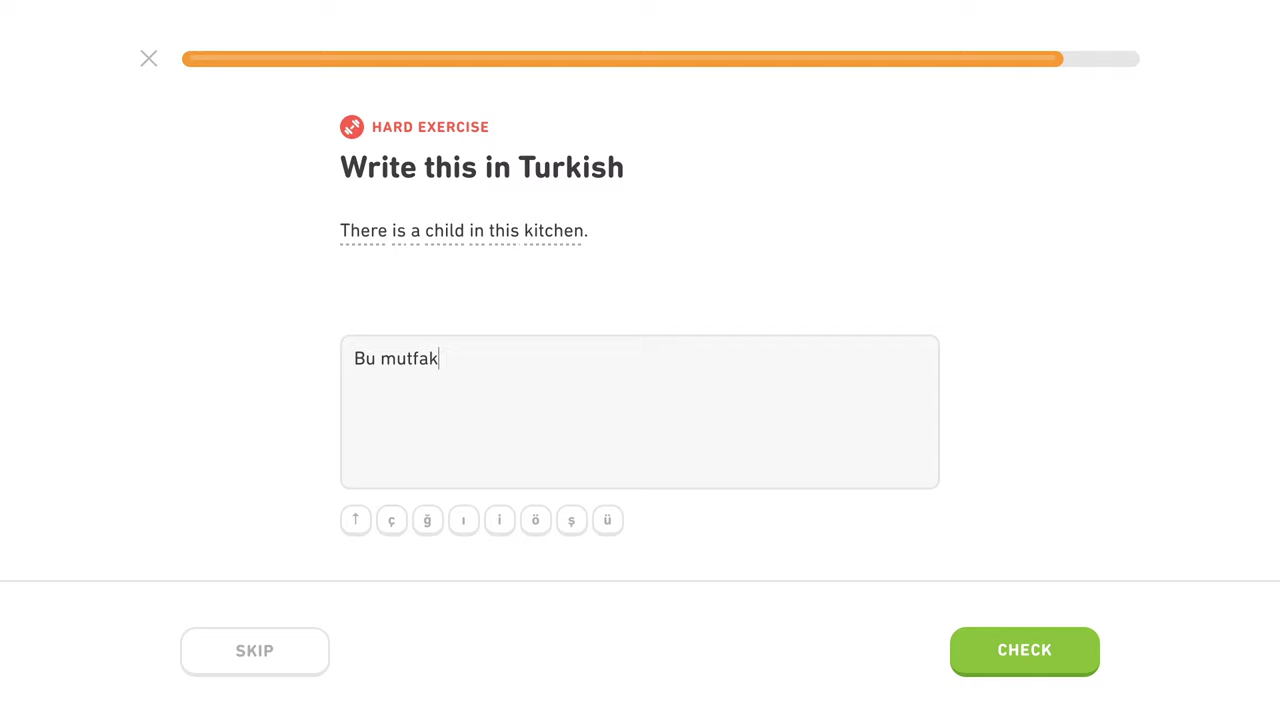 HARD EXERCISE
Write this in Turkish
There is a child in this kitchen.
Bu mutfak
↑ ç ğ ı i ö ş ü
SKIP
CHECK